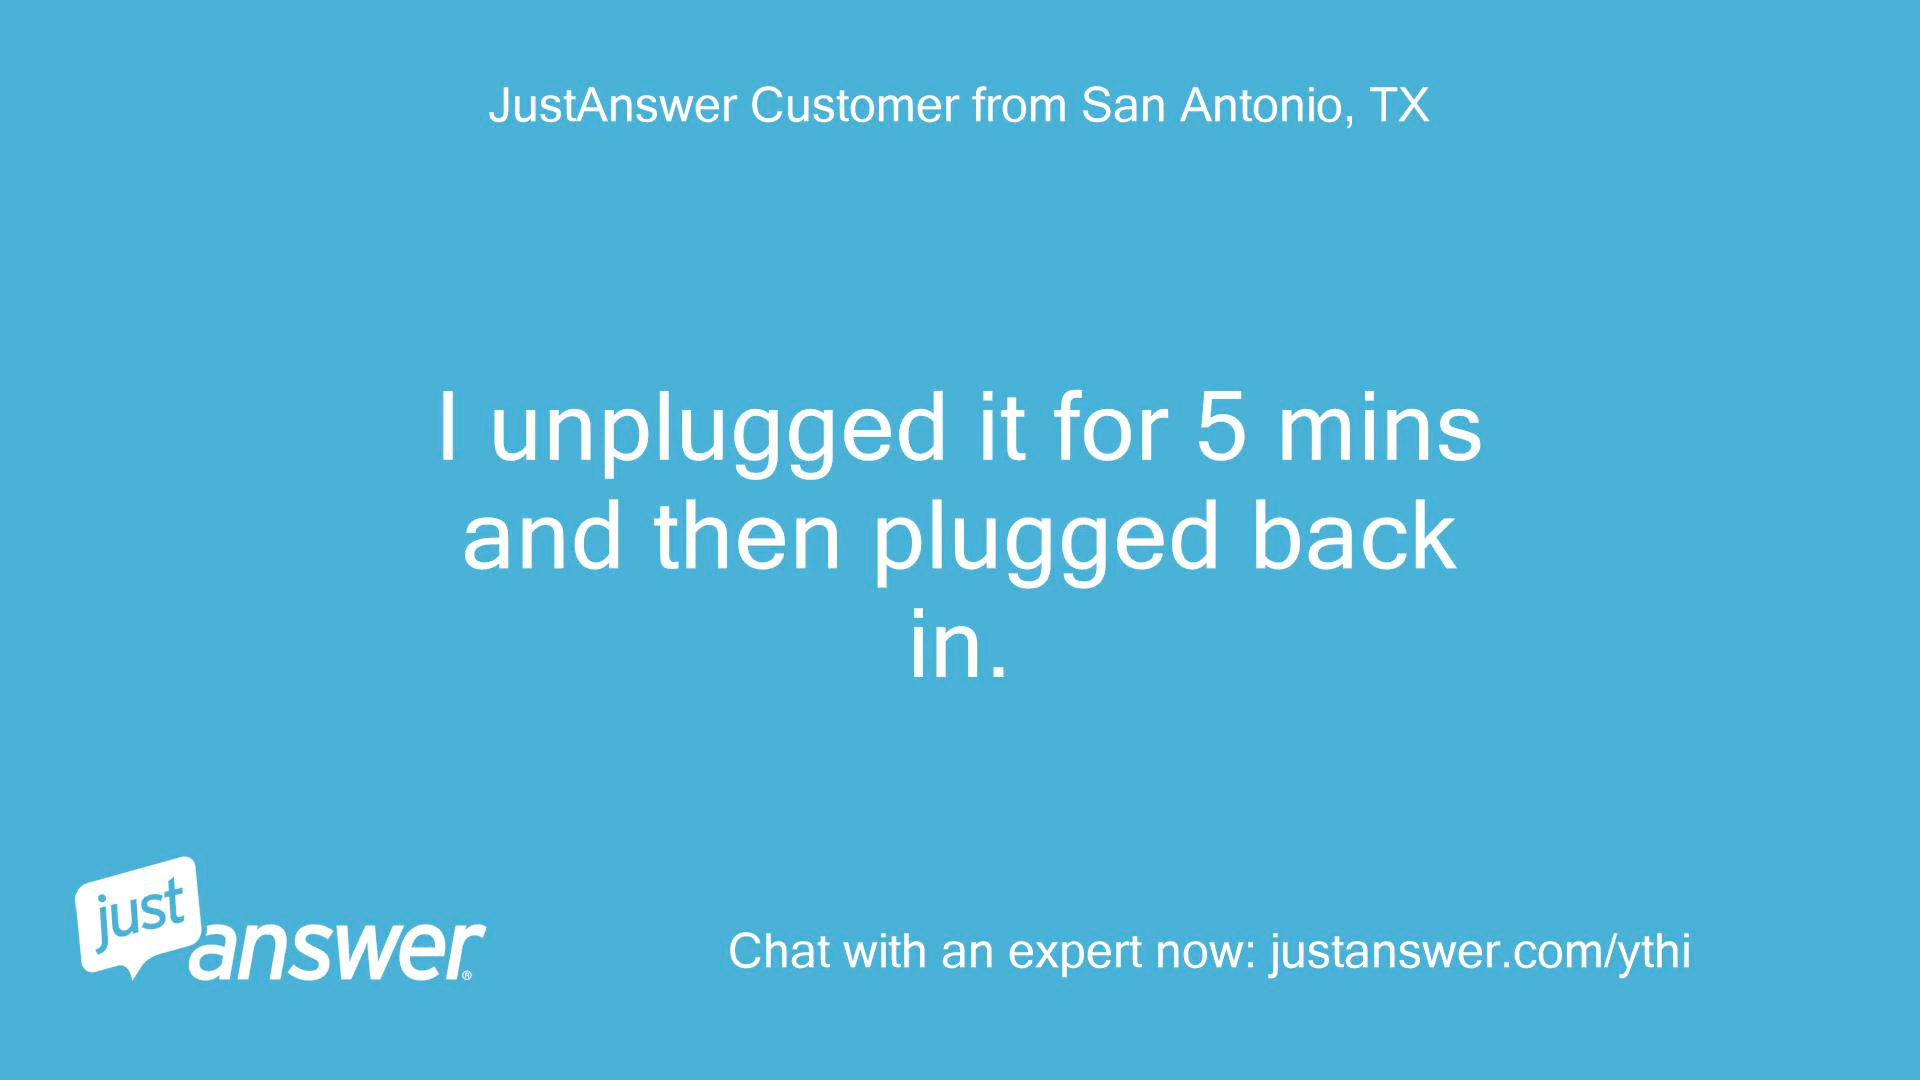 JustAnswer Customer from San Antonio, TX
I unplugged it for 5 mins
and then plugged back
in.
just
answer®
Chat with an expert now: justanswer.com/ythi